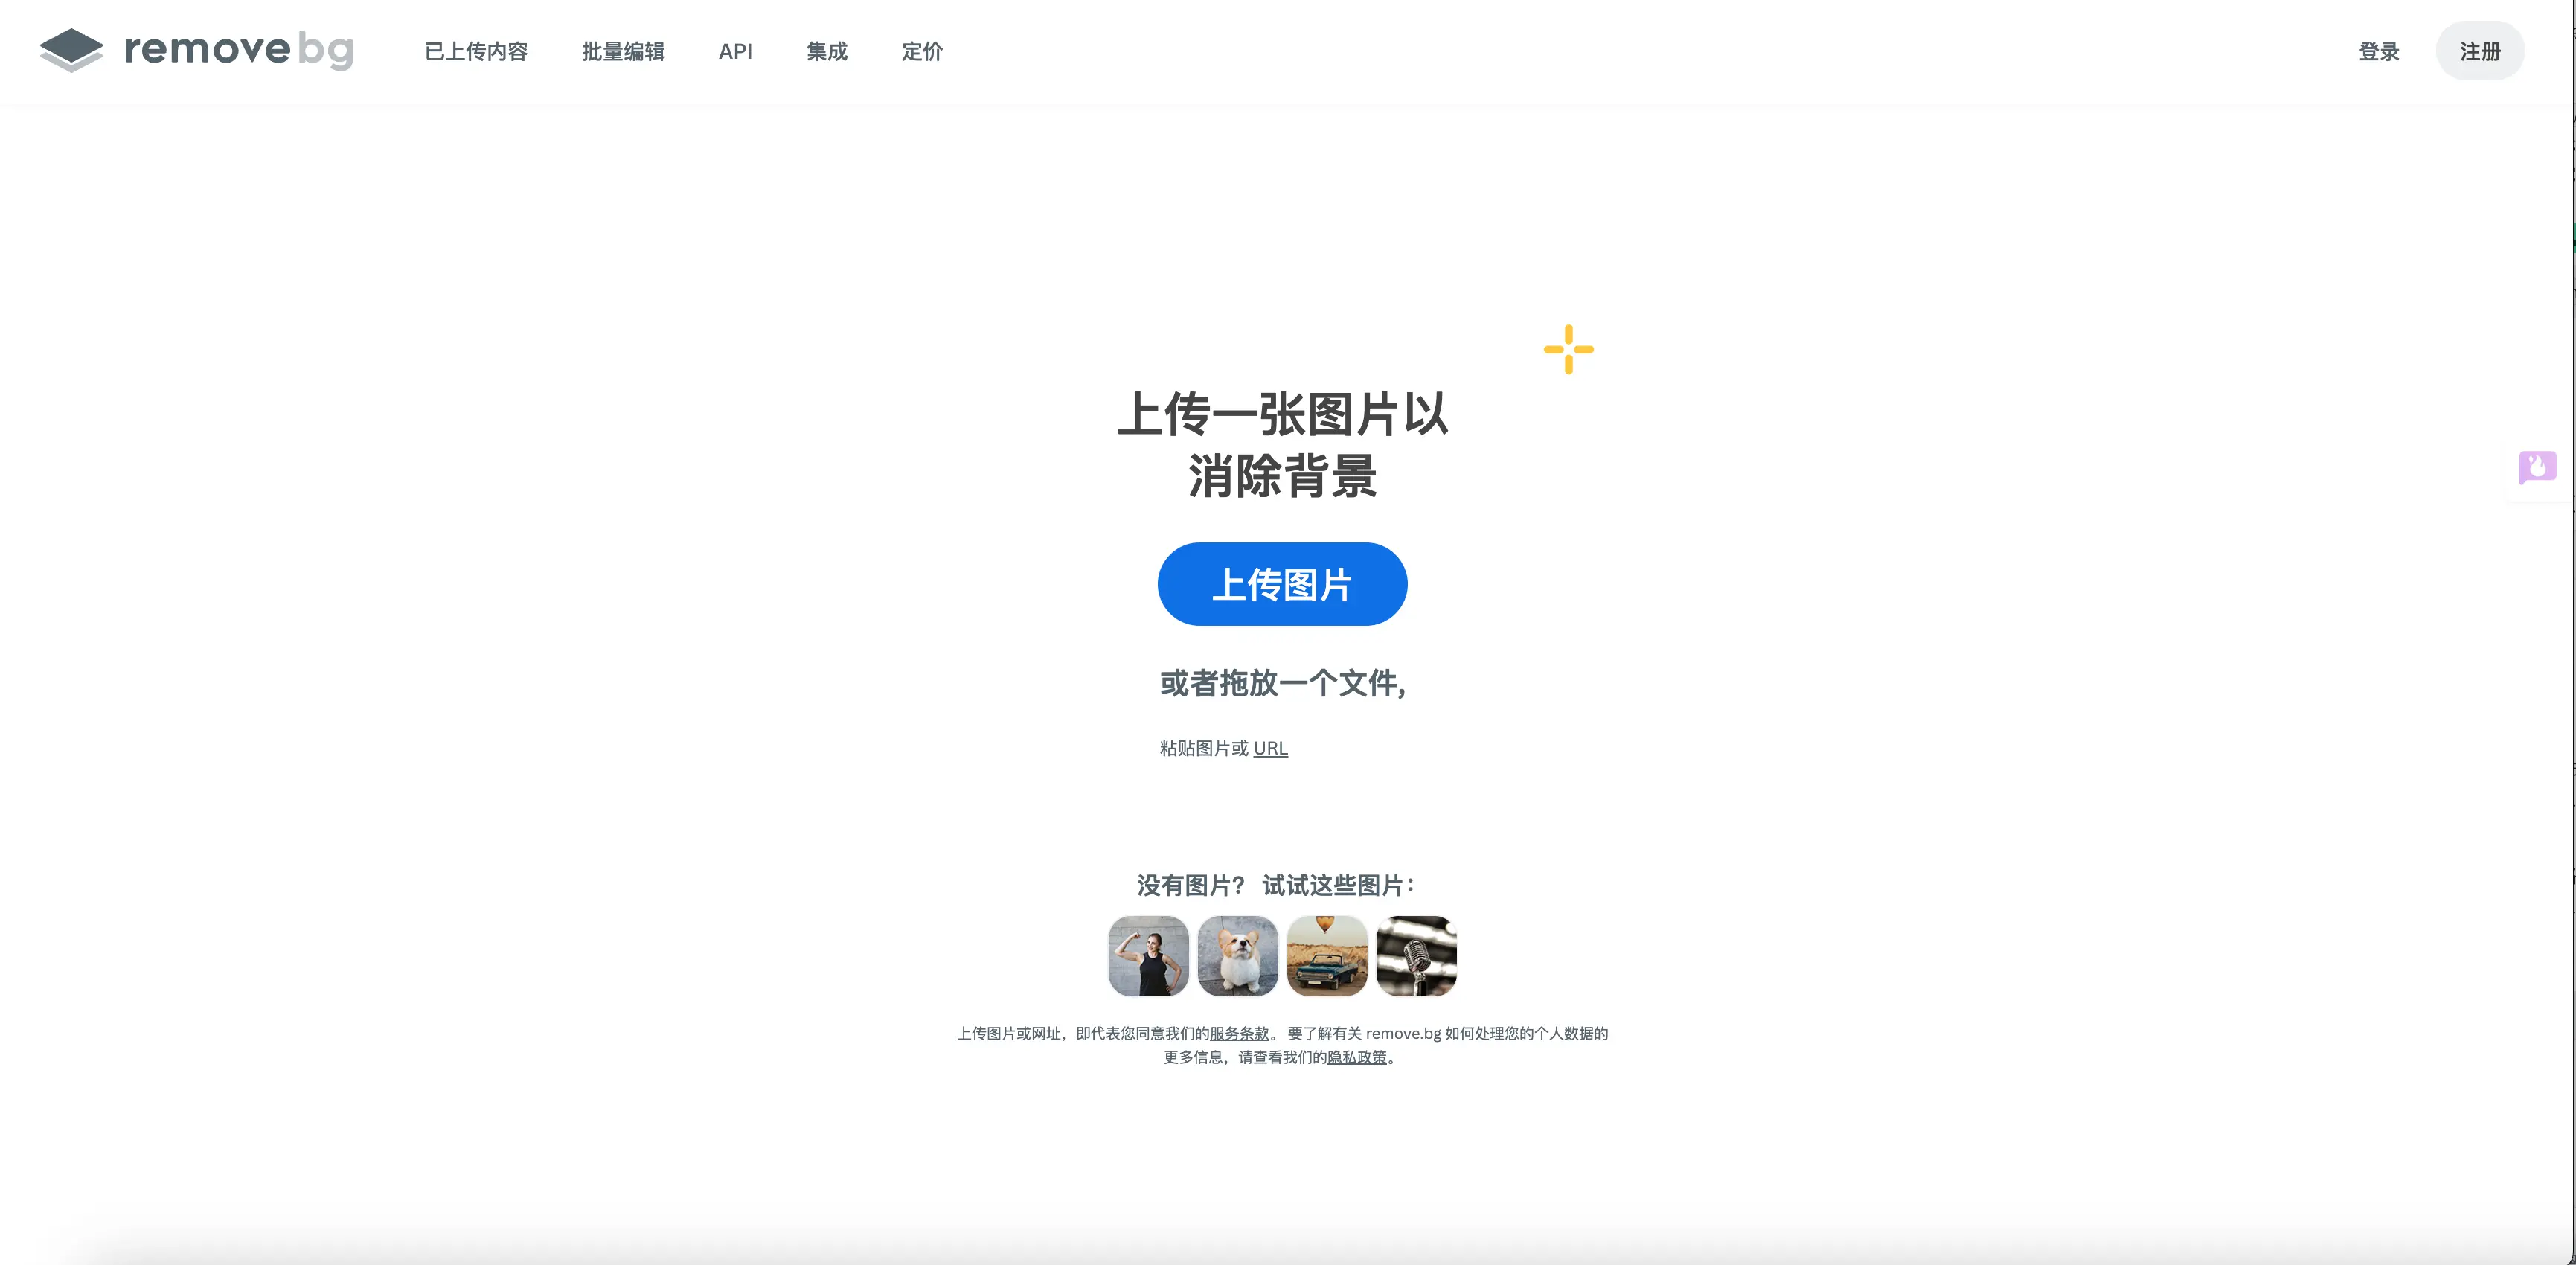 removebg 已上传内容 批量编辑 API 集成 定价 登录 注册
上传一张图片以
消除背景
上传图片
或者拖放一个文件,
粘贴图片或 URL
没有图片？ 试试这些图片：
上传图片或网址，即代表您同意我们的服务条款。 要了解有关 remove.bg 如何处理您的个人数据的
更多信息，请查看我们的隐私政策。